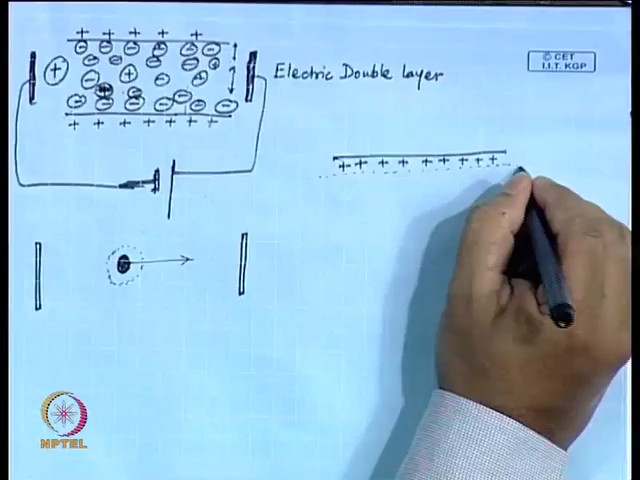 + + + + +
© CET
I.I.T. KGP
Electric Double layer
+ + + + + + +
+ + + + + + + + +
NPTEL